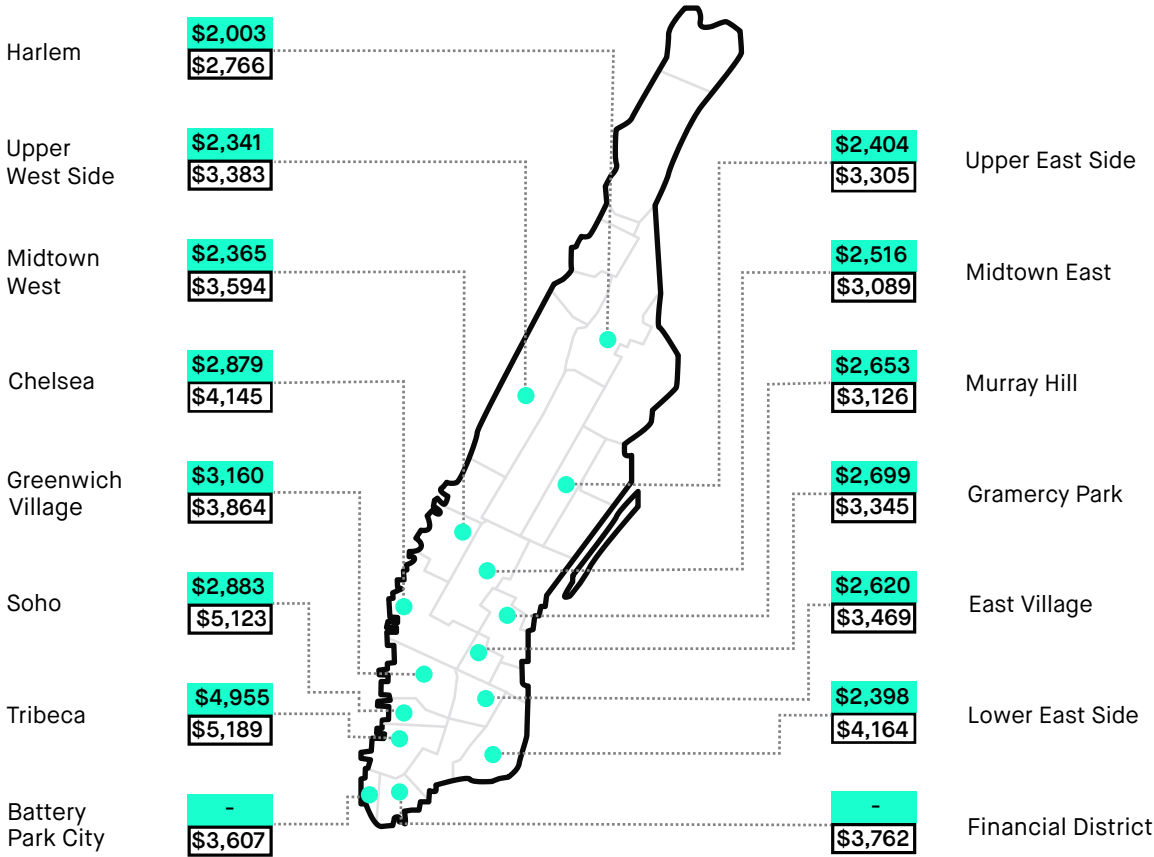 Harlem
$2,003
$2,766
Upper
West Side
$2,341
$3,383
Midtown
West
$2,365
$3,594
Chelsea
$2,879
$4,145
Greenwich
Village
$3,160
$3,864
Soho
$2,883
$5,123
Tribeca
$4,955
$5,189
Battery
Park City
-
$3,607
$2,404
$3,305
Upper East Side
$2,516
$3,089
Midtown East
$2,653
$3,126
Murray Hill
$2,699
$3,345
Gramercy Park
$2,620
$3,469
East Village
$2,398
$4,164
Lower East Side
-
$3,762
Financial District